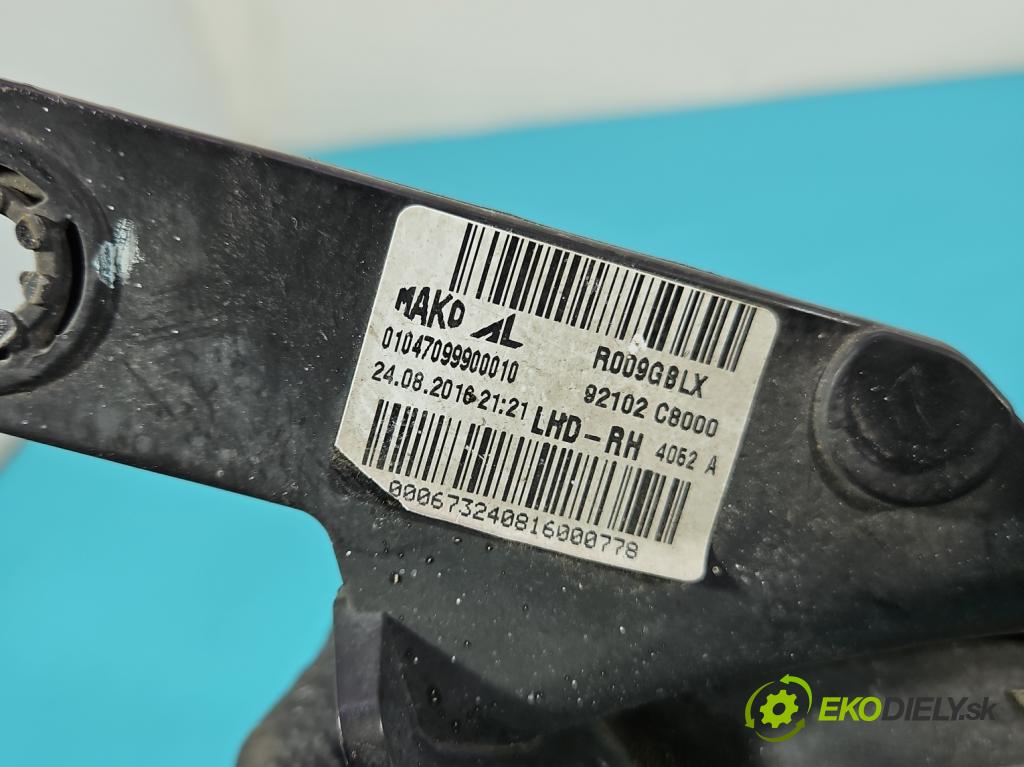 MAKO AL
01047099900010 R009GBLX
24.08.2016 21:21 92102 C8000
LHD-RH 4052 A
000673240816000778
EKODIELY.sk